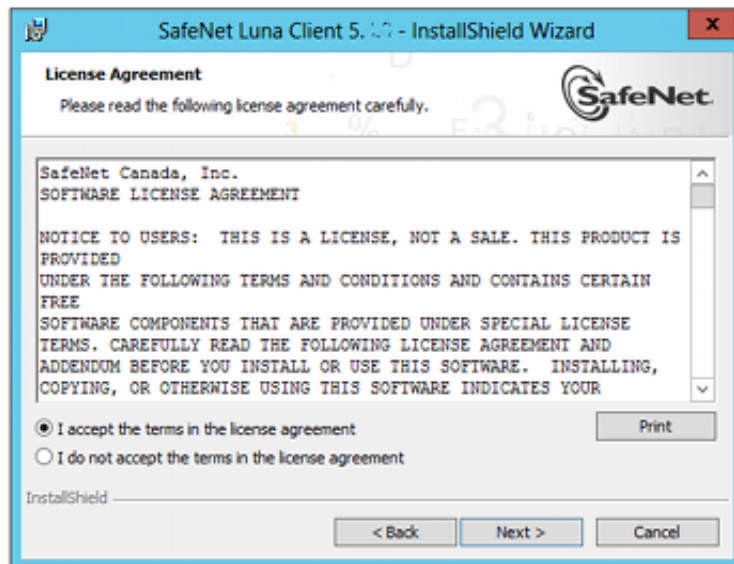 SafeNet Luna Client 5. - InstallShield Wizard
x
License Agreement
Please read the following license agreement carefully.
SafeNet.
SafeNet Canada, Inc.
SOFTWARE LICENSE AGREEMENT
NOTICE TO USERS:  THIS IS A LICENSE, NOT A SALE. THIS PRODUCT IS
PROVIDED
UNDER THE FOLLOWING TERMS AND CONDITIONS AND CONTAINS CERTAIN
FREE
SOFTWARE COMPONENTS THAT ARE PROVIDED UNDER SPECIAL LICENSE
TERMS. CAREFULLY READ THE FOLLOWING LICENSE AGREEMENT AND
ADDENDUM BEFORE YOU INSTALL OR USE THIS SOFTWARE.  INSTALLING,
COPYING, OR OTHERWISE USING THIS SOFTWARE INDICATES YOUR
I accept the terms in the license agreement
Print
I do not accept the terms in the license agreement
InstallShield
< Back
Next >
Cancel